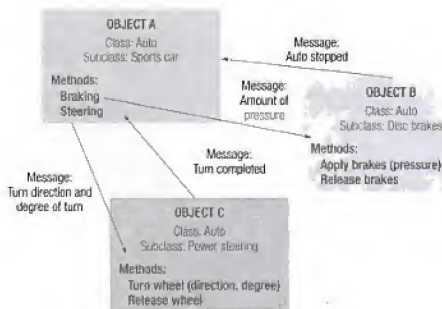 OBJECT A
Class: Auto
Subclass: Sports car
Methods:
Braking
Steering
Message:
Auto stopped
Message:
Amount of
pressure
OBJECT B
Class: Auto
Subclass: Disc brakes
Methods:
Apply brakes (pressure)
Release brakes
Message:
Turn completed
Message:
Turn direction and
degree of turn
OBJECT C
Class: Auto
Subclass: Power steering
Methods:
Turn wheel (direction, degree)
Release wheel